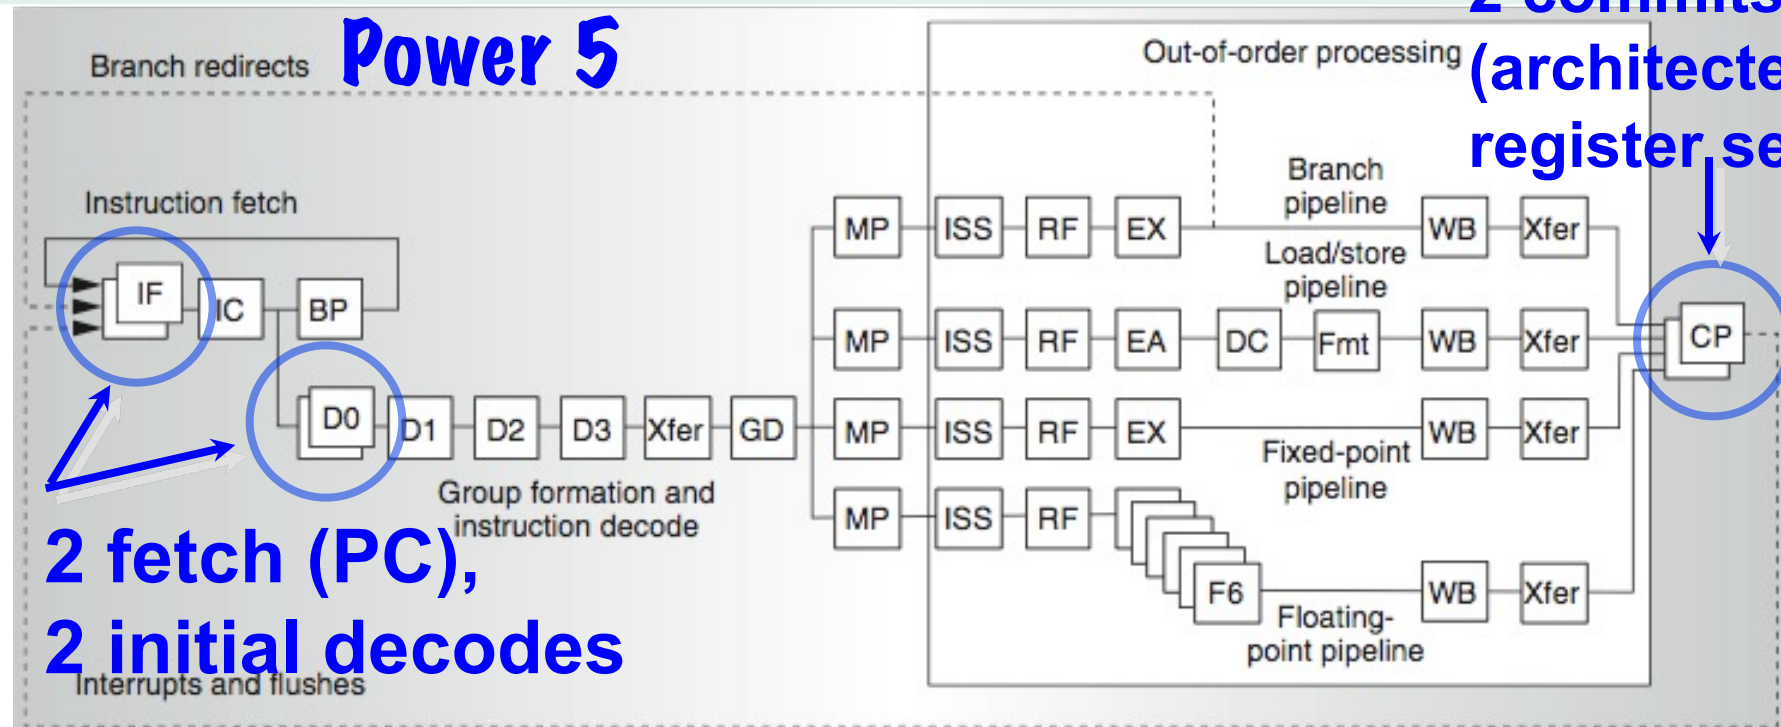 2 commits
(architecte
register se
Power 5
Branch redirects
Out-of-order processing
Instruction fetch
Branch
pipeline
MP ISS RF EX WB Xfer
Load/store
pipeline
IF IC BP
MP ISS RF EA DC Fmt WB Xfer
CP
D0 D1 D2 D3 Xfer GD
MP ISS RF EX WB Xfer
Fixed-point
pipeline
Group formation and
instruction decode
MP ISS RF
F6 WB Xfer
Floating-
point pipeline
2 fetch (PC),
2 initial decodes
Interrupts and flushes